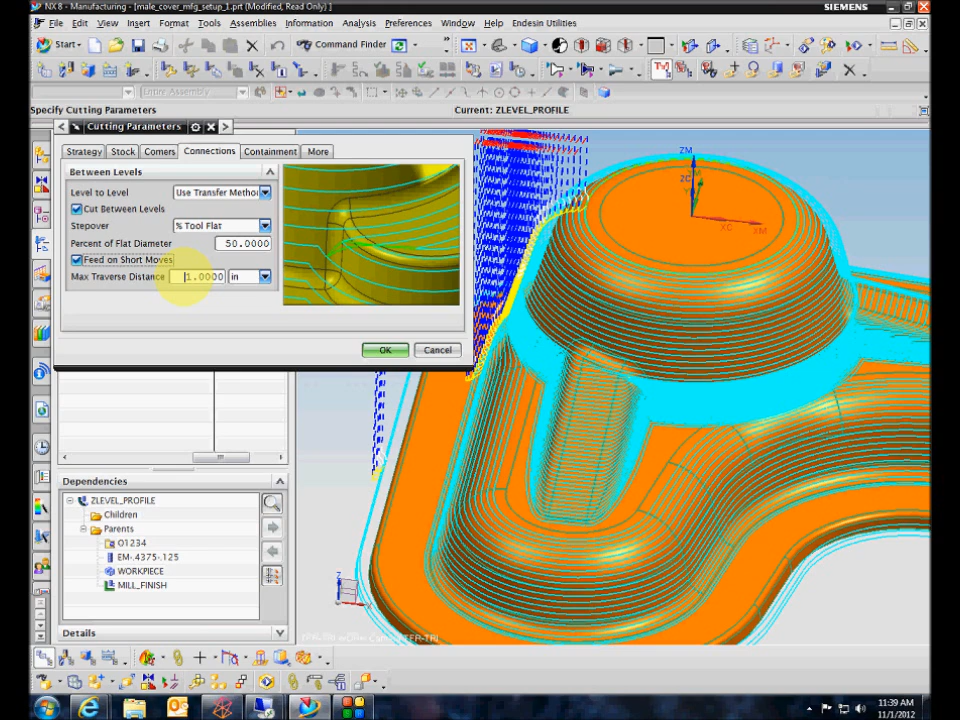 NX 8 - Manufacturing - [male_cover_mfg_setup_1.prt (Modified, Read Only) ]
SIEMENS
File Edit View Insert Format Tools Assemblies Information Analysis Preferences Window Help Endesin Utilities
Start Command Finder
Entire Assembly
Specify Cutting Parameters
Current: ZLEVEL_PROFILE
Cutting Parameters
Strategy Stock Corners Connections Containment More
Between Levels
Level to Level Use Transfer Method
Cut Between Levels
Stepover % Tool Flat
Percent of Flat Diameter 50.0000
Feed on Short Moves
Max Traverse Distance 1.0000 in
OK Cancel
ZM
XC XM
Dependencies
ZLEVEL_PROFILE
Children
Parents
O1234
EM-.4375-.125
WORKPIECE
MILL_FINISH
Details
Z
X
11:39 AM
11/1/2012